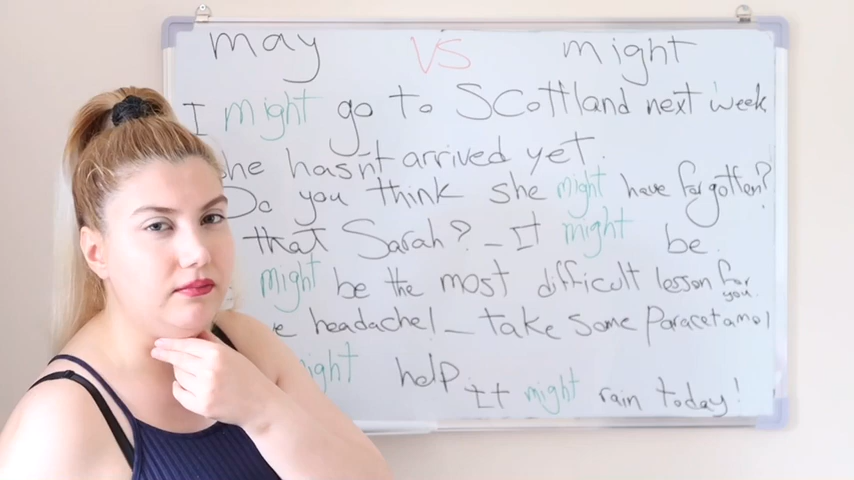 may VS might
I might go to Scottland next week
he hasn't arrived yet.
Do you think she might have forgotten?
that Sarah? - It might be.
might be the most difficult lesson for you.
headache! - take some Paracetamol
might help
It might rain today!